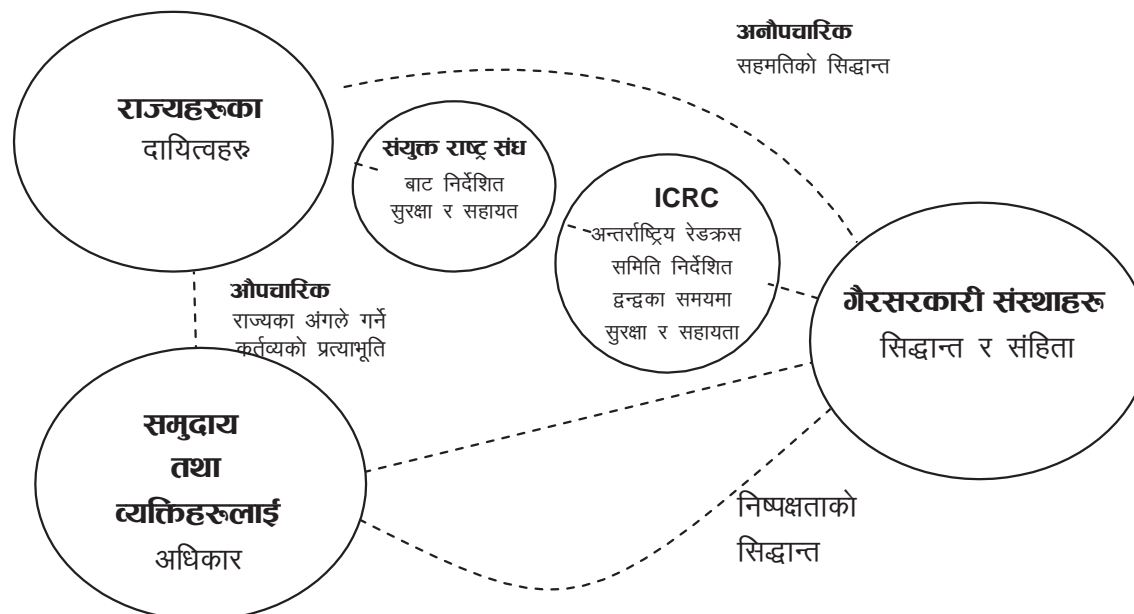 अनौपचारिक
सहमतिको सिद्धान्त
राज्यहरुका
दायित्वहरु
संयुक्त राष्ट्र संघ
बाट निर्देशित
सुरक्षा र सहायत
ICRC
अन्तर्राष्ट्रिय रेडक्रस
समिति निर्देशित
द्वन्द्वका समयमा
सुरक्षा र सहायता
औपचारिक
राज्यका अंगले गर्ने
कर्तव्यको प्रत्याभूति
गैरसरकारी संस्थाहरु
सिद्धान्त र संहिता
समुदाय
तथा
व्यक्तिहरुलाई
अधिकार
निष्पक्षताको
सिद्धान्त